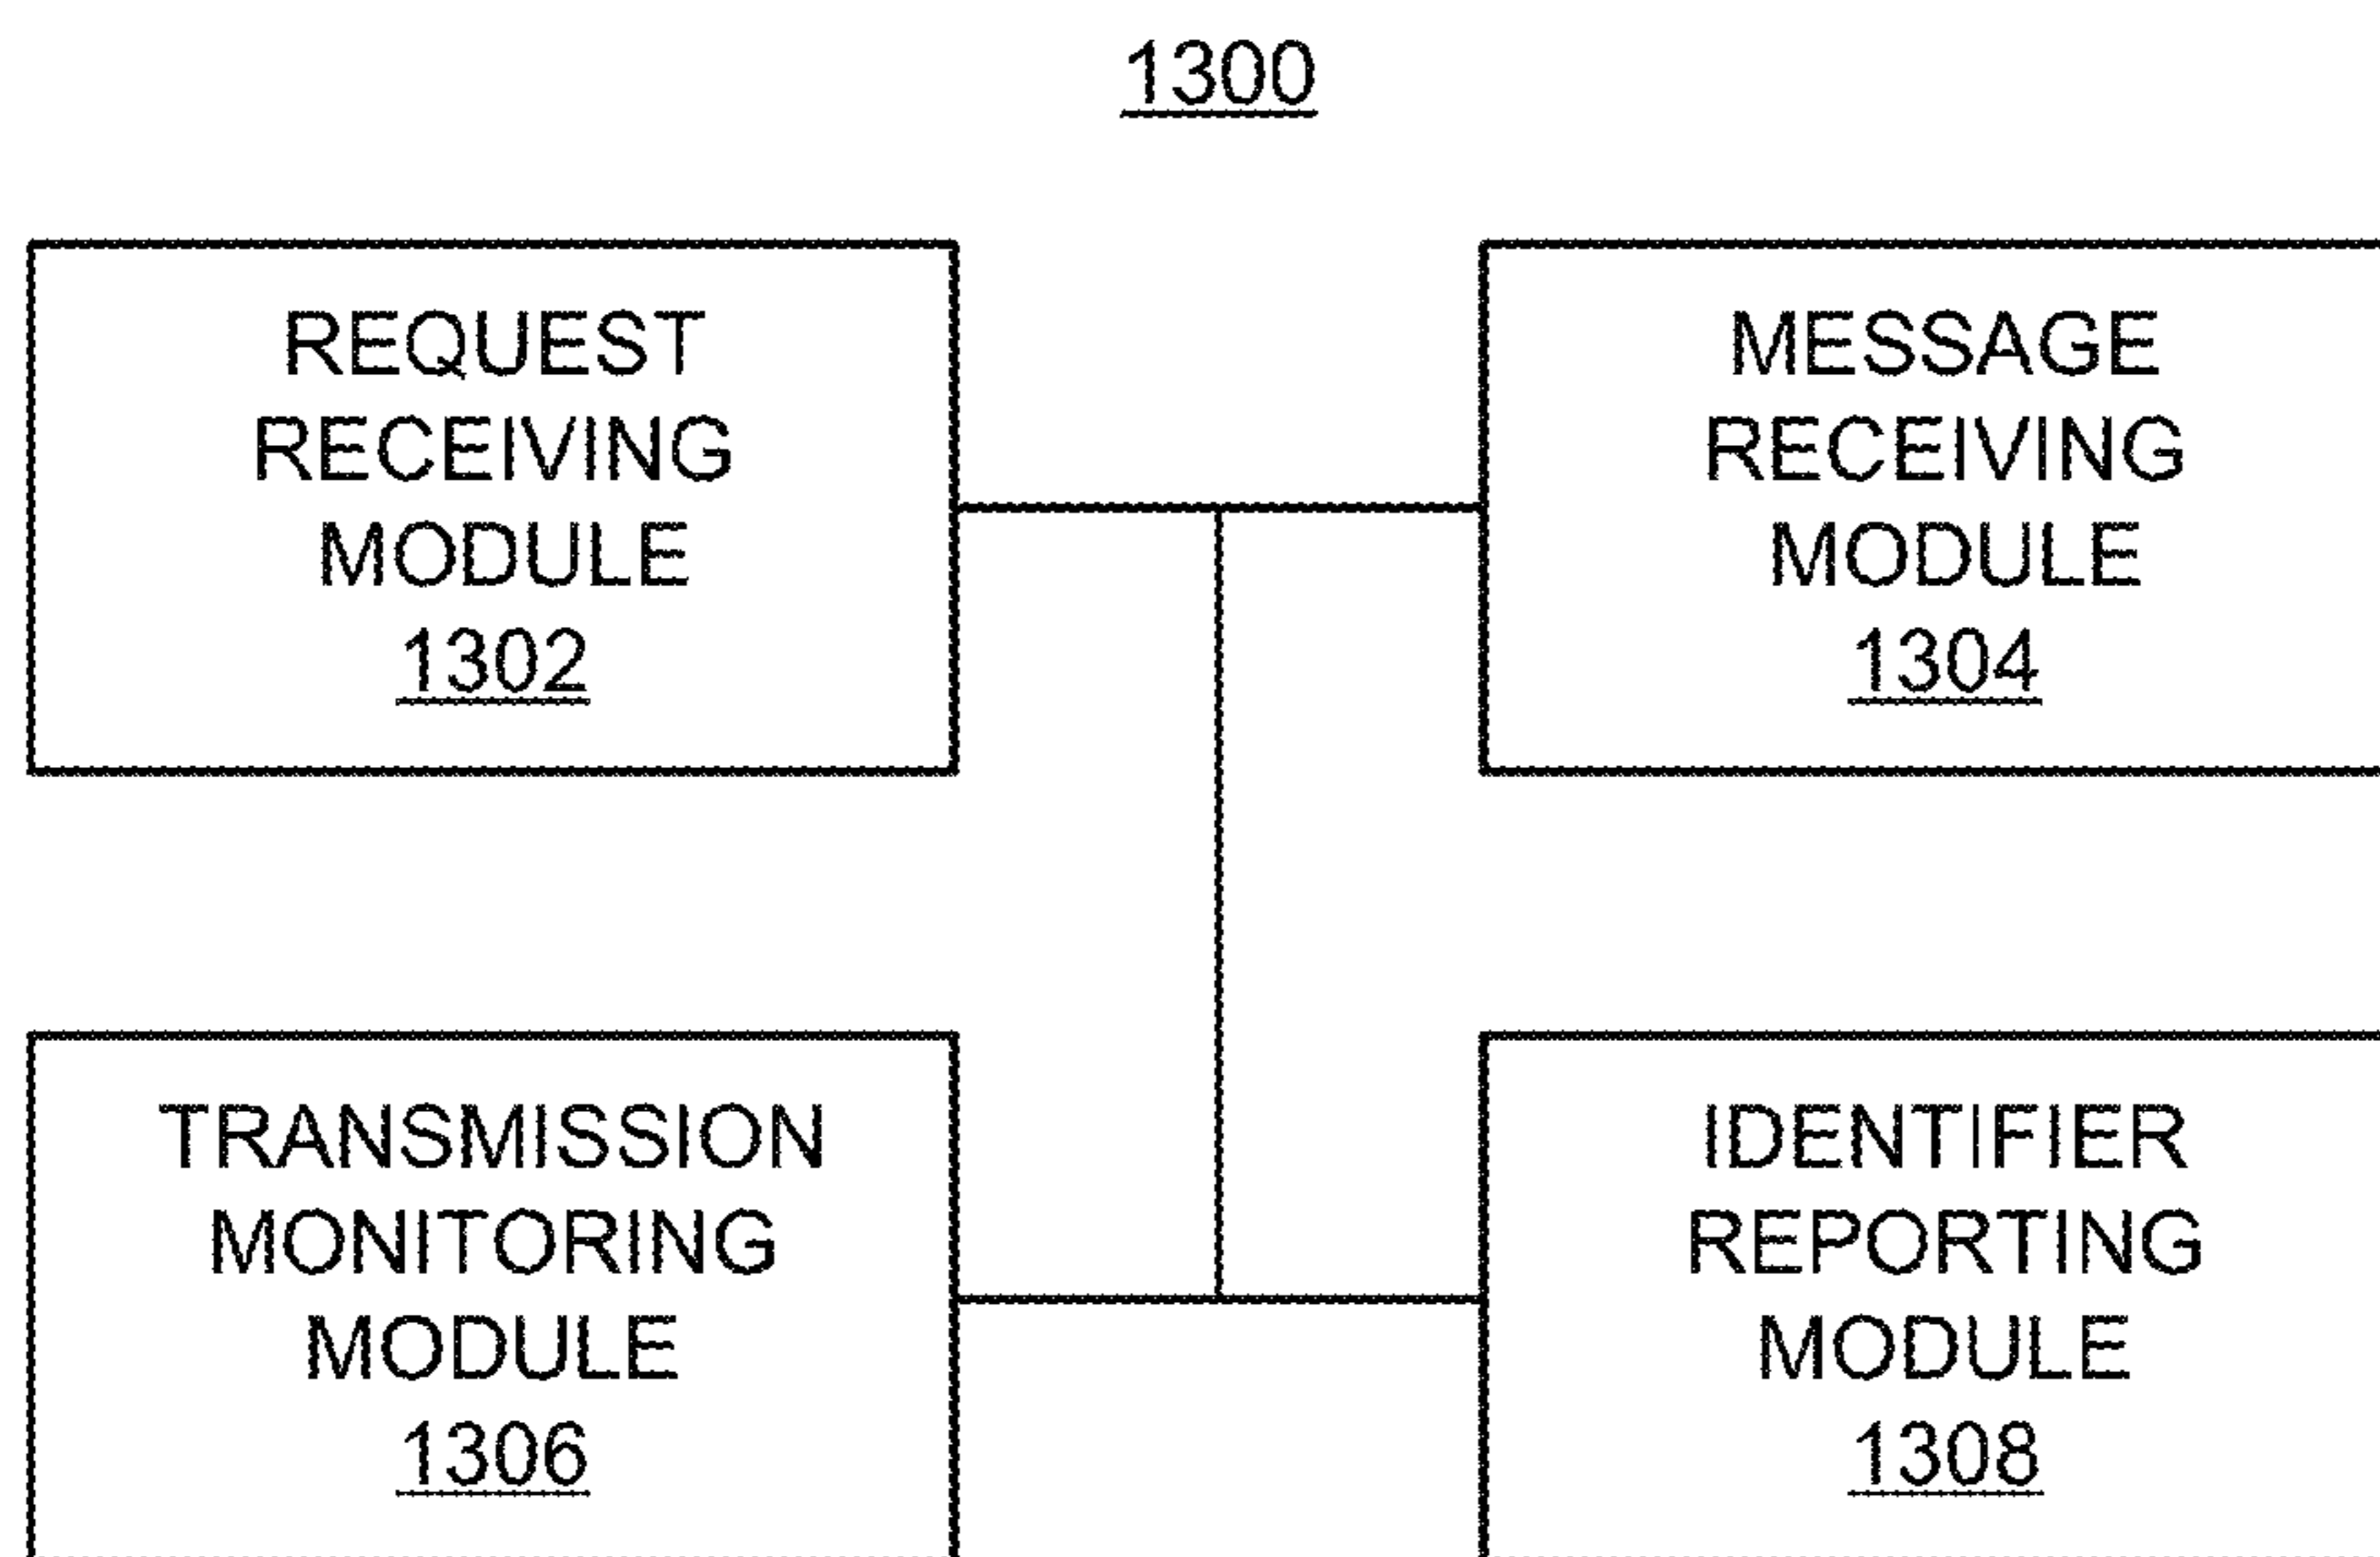 1300
REQUEST
RECEIVING
MODULE
1302
MESSAGE
RECEIVING
MODULE
1304
TRANSMISSION
MONITORING
MODULE
1306
IDENTIFIER
REPORTING
MODULE
1308